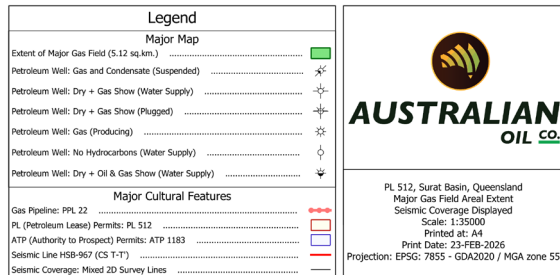 Legend
Major Map
Extent of Major Gas Field (5.12 sq.km.) ................................................
Petroleum Well: Gas and Condensate (Suspended) ..................................
Petroleum Well: Dry + Gas Show (Water Supply) ...................................
Petroleum Well: Dry + Gas Show (Plugged) ...........................................
Petroleum Well: Gas (Producing) .........................................................
Petroleum Well: No Hydrocarbons (Water Supply) ..................................
Petroleum Well: Dry + Oil & Gas Show (Water Supply) .............................
Major Cultural Features
Gas Pipeline: PPL 22 ........................................................................
PL (Petroleum Lease) Permits: PL 512 ..................................................
ATP (Authority to Prospect) Permits: ATP 1183 .......................................
Seismic Line HSB-967 (CS T-T') ............................................................
Seismic Coverage: Mixed 2D Survey Lines ..............................................
AUSTRALIAN
OIL CO.
PL 512, Surat Basin, Queensland
Major Gas Field Areal Extent
Seismic Coverage Displayed
Scale: 1:35000
Printed at: A4
Print Date: 23-FEB-2026
Projection: EPSG: 7855 - GDA2020 / MGA zone 55